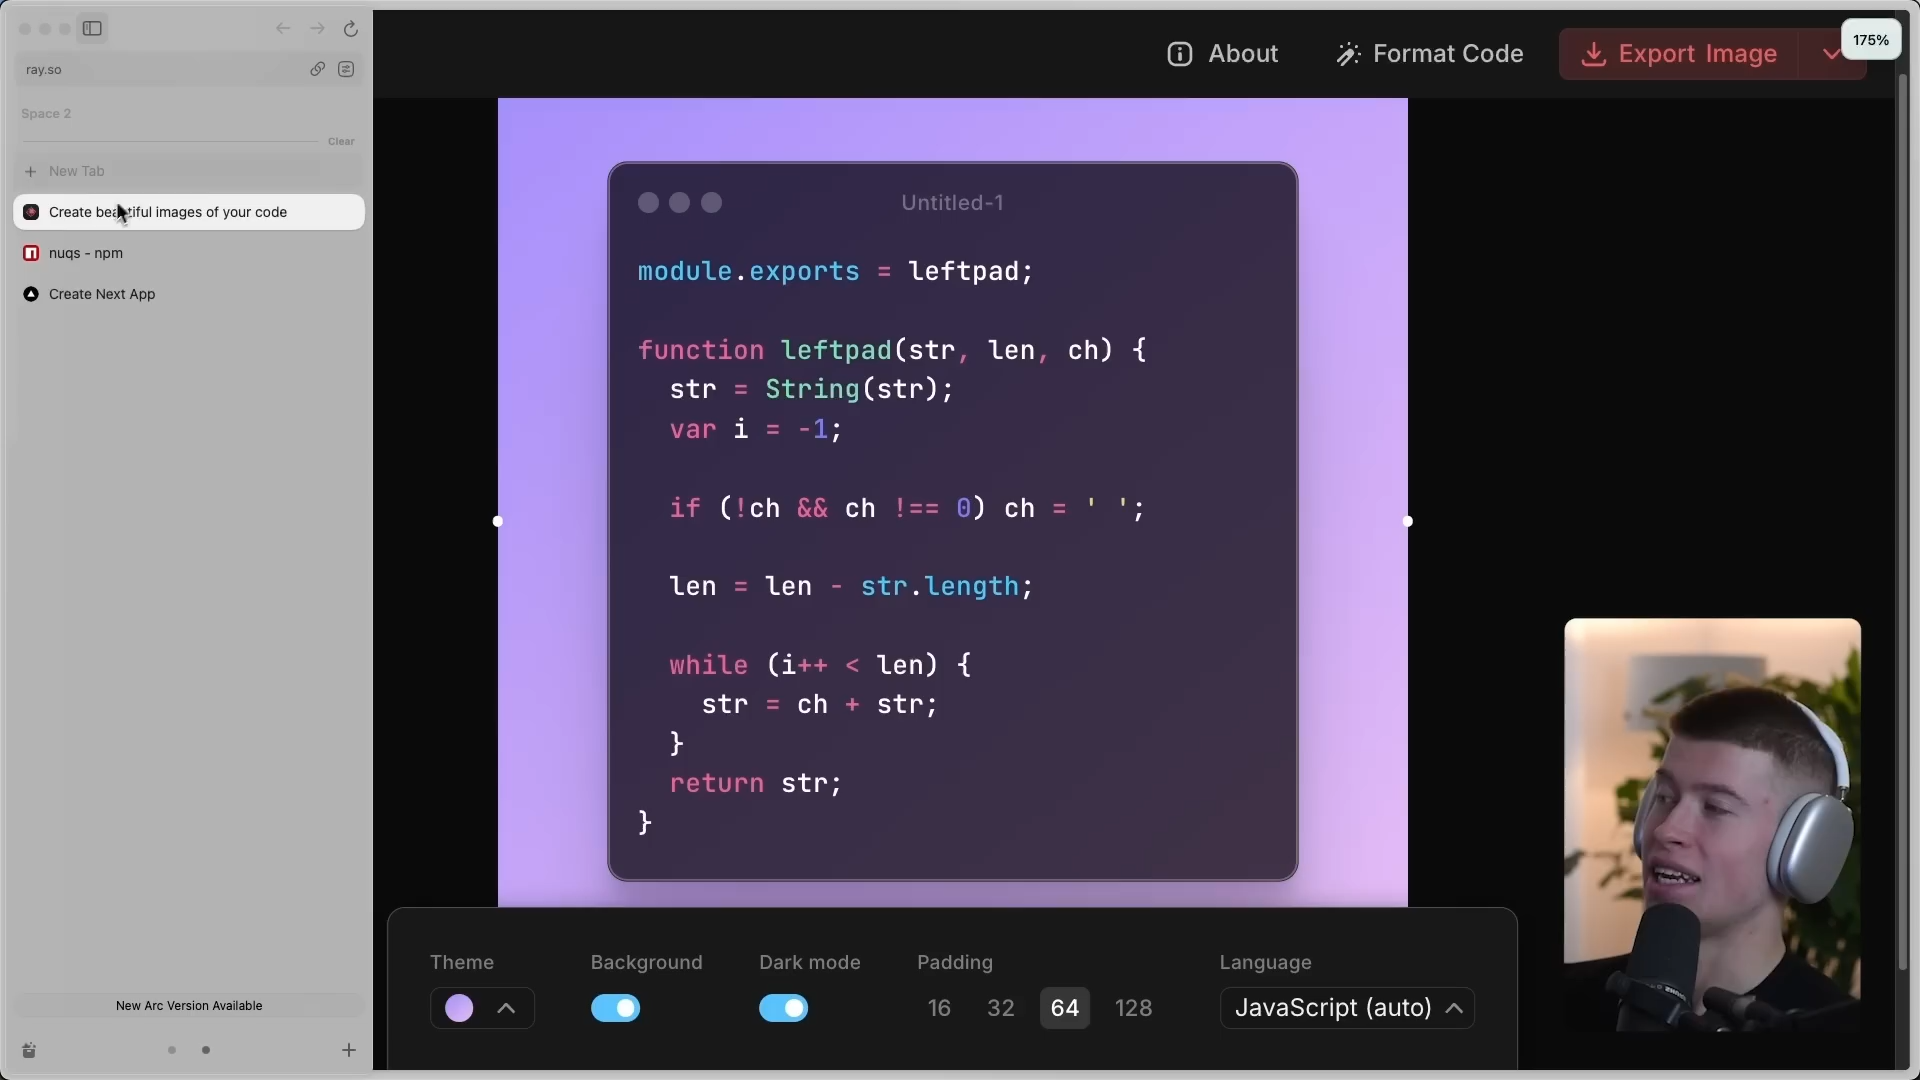 ray.so
Space 2
Clear
New Tab
Create beautiful images of your code
nuqs - npm
Create Next App
New Arc Version Available
About
Format Code
Export Image
175%
Untitled-1
module.exports = leftpad;
function leftpad(str, len, ch) {
  str = String(str);
  var i = -1;
  if (!ch && ch !== 0) ch = ' ';
  len = len - str.length;
  while (i++ < len) {
    str = ch + str;
  }
  return str;
}
Theme
Background
Dark mode
Padding
Language
16 32 64 128
JavaScript (auto)